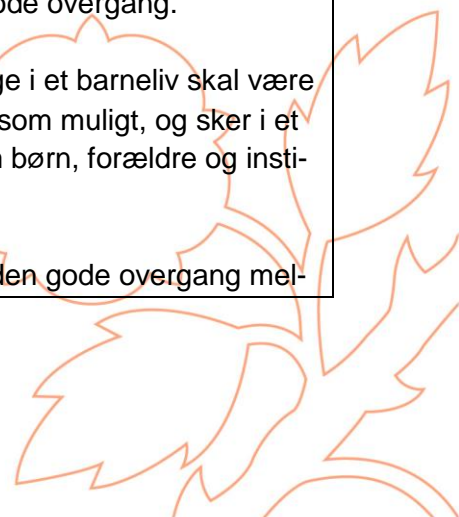 ode overgang.
ge i et barneliv skal være
som muligt, og sker i et
n børn, forældre og insti-
den gode overgang mel-